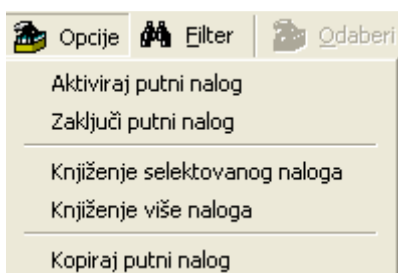 Opcije Filter Odaberi
Aktiviraj putni nalog
Zaključi putni nalog
Knjiženje selektovanog naloga
Knjiženje više naloga
Kopiraj putni nalog